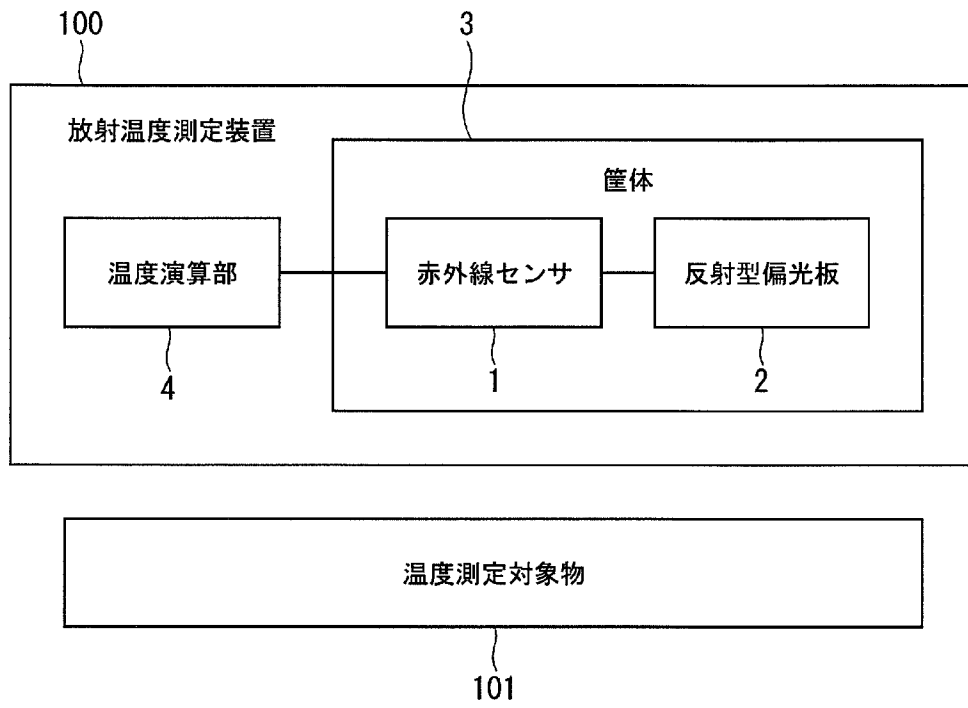 100
3
放射温度測定装置
筐体
温度演算部
赤外線センサ
反射型偏光板
4
1
2
温度測定対象物
101